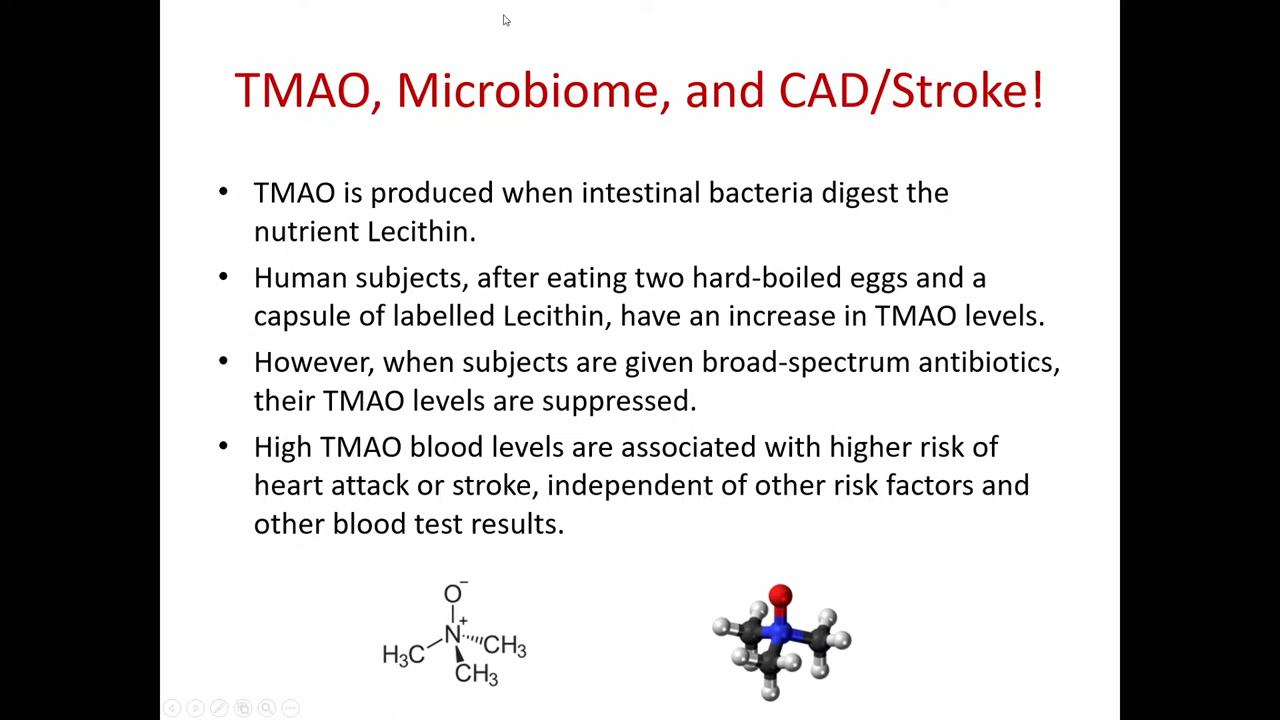 TMAO, Microbiome, and CAD/Stroke!
• TMAO is produced when intestinal bacteria digest the
nutrient Lecithin.
• Human subjects, after eating two hard-boiled eggs and a
capsule of labelled Lecithin, have an increase in TMAO levels.
• However, when subjects are given broad-spectrum antibiotics,
their TMAO levels are suppressed.
• High TMAO blood levels are associated with higher risk of
heart attack or stroke, independent of other risk factors and
other blood test results.
O−
N+
H₃C
CH₃
CH₃